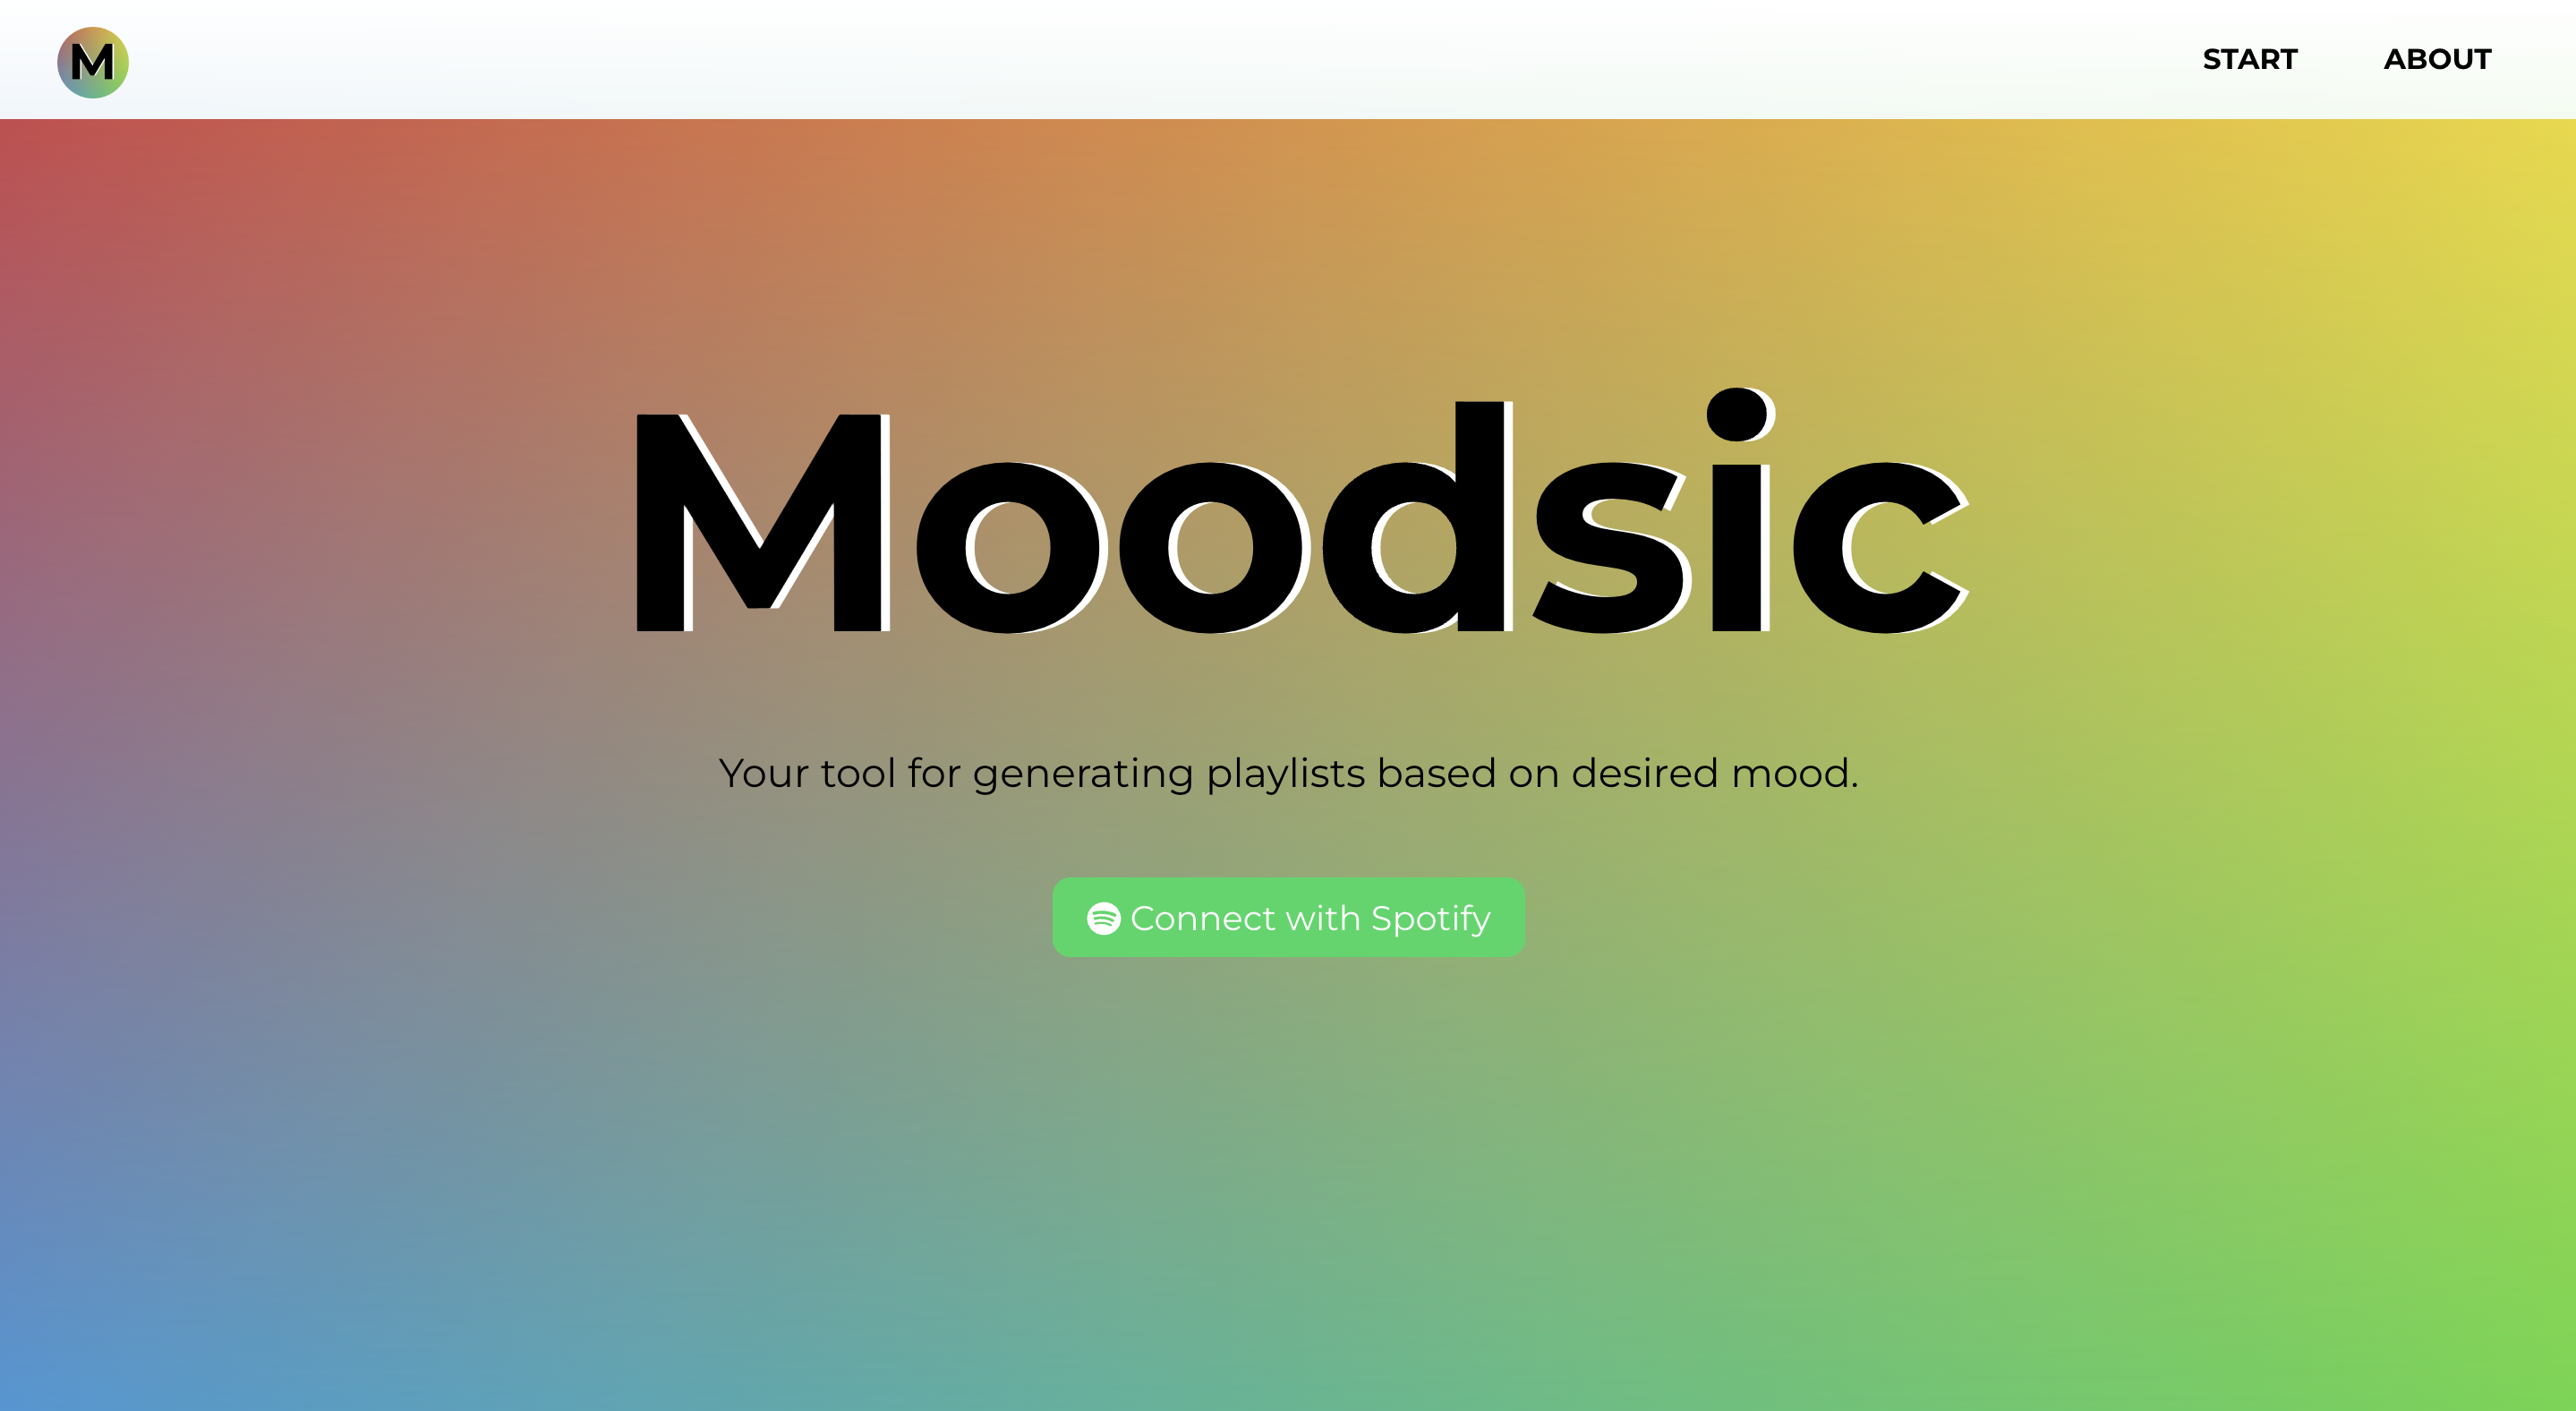 M
START
ABOUT
Moodsic
Your tool for generating playlists based on desired mood.
Connect with Spotify